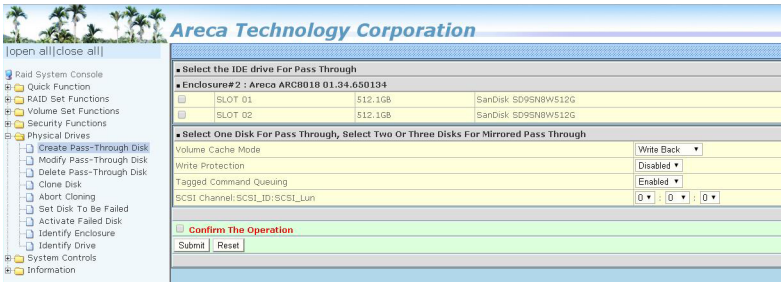 Areca Technology Corporation
|open all|close all|
Raid System Console
Quick Function
RAID Set Functions
Volume Set Functions
Security Functions
Physical Drives
Create Pass-Through Disk
Modify Pass-Through Disk
Delete Pass-Through Disk
Clone Disk
Abort Cloning
Set Disk To Be Failed
Activate Failed Disk
Identify Enclosure
Identify Drive
System Controls
Information
Select the IDE drive For Pass Through
Enclosure#2 : Areca ARC8018 01.34.650134
SLOT 01 512.1GB SanDisk SD9SN8W512G
SLOT 02 512.1GB SanDisk SD9SN8W512G
Select One Disk For Pass Through, Select Two Or Three Disks For Mirrored Pass Through
Volume Cache Mode Write Back
Write Protection Disabled
Tagged Command Queuing Enabled
SCSI Channel:SCSI_ID:SCSI_Lun 0 : 0 : 0
Confirm The Operation
Submit Reset